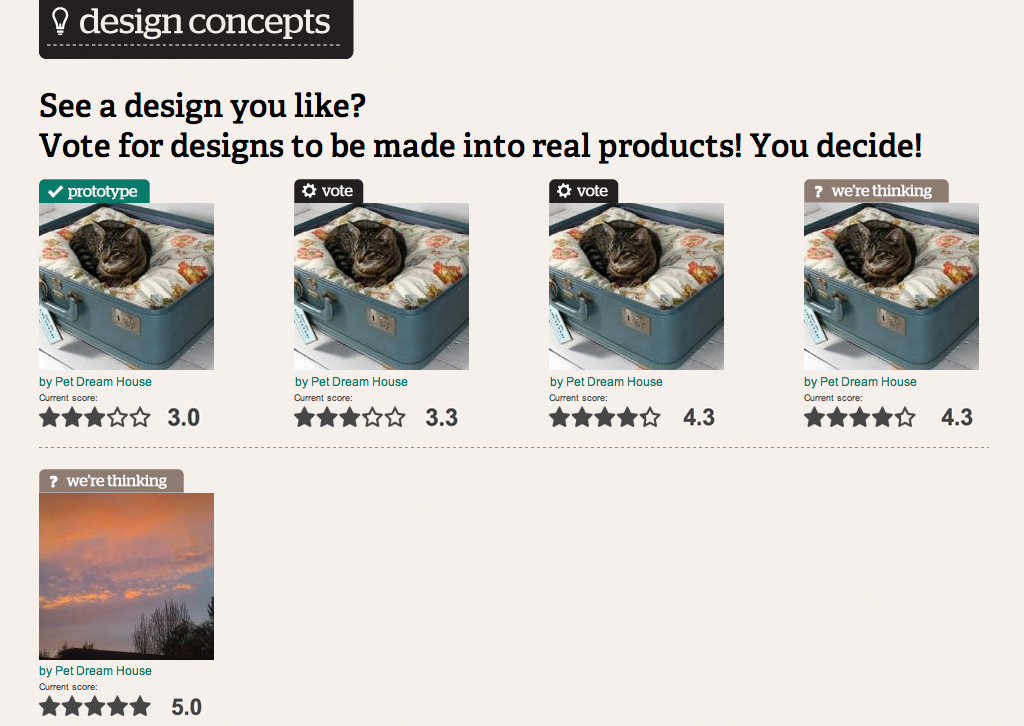 design concepts
See a design you like?
Vote for designs to be made into real products! You decide!
prototype
vote
vote
? we're thinking
by Pet Dream House
by Pet Dream House
by Pet Dream House
by Pet Dream House
Current score:
Current score:
Current score:
Current score:
3.0
3.3
4.3
4.3
? we're thinking
by Pet Dream House
Current score:
5.0